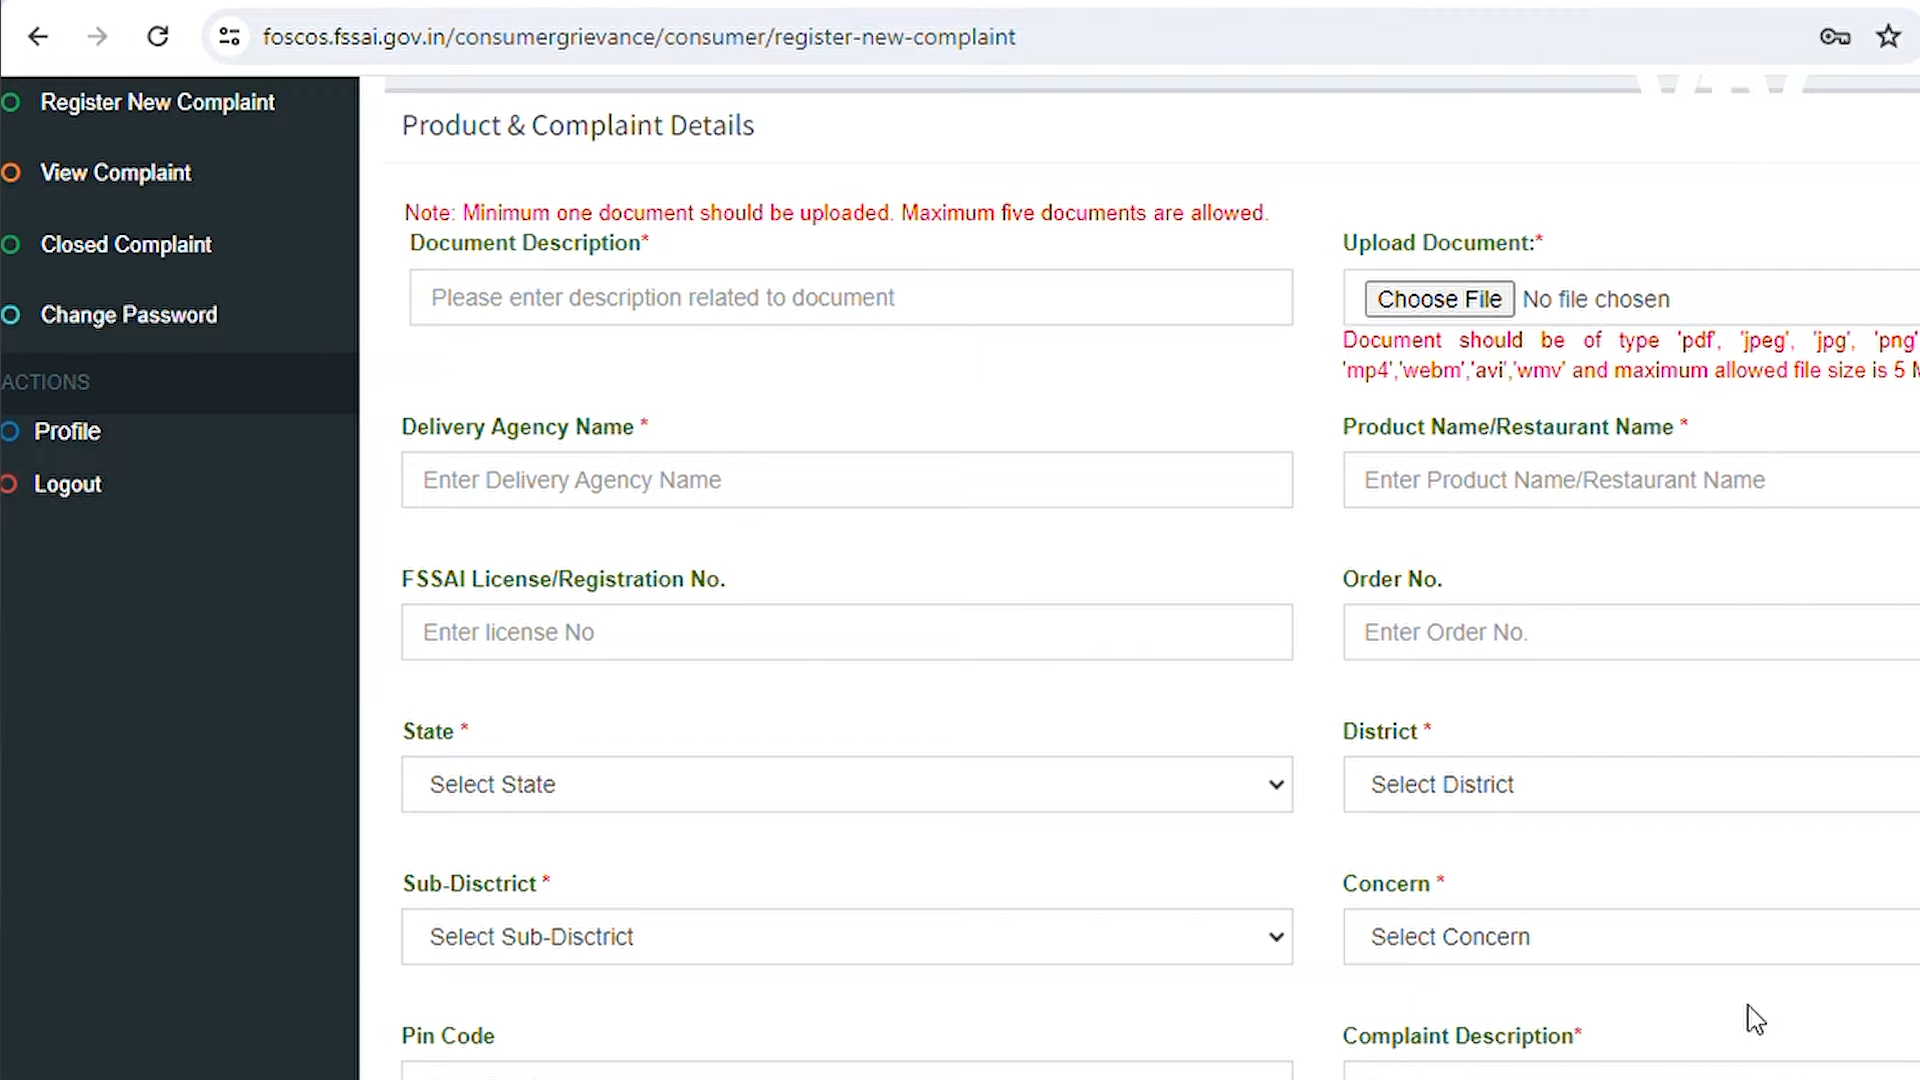 foscos.fssai.gov.in/consumergrievance/consumer/register-new-complaint
Register New Complaint
View Complaint
Closed Complaint
Change Password
ACTIONS
Profile
Logout
Product & Complaint Details
Note: Minimum one document should be uploaded. Maximum five documents are allowed.
Document Description*
Please enter description related to document
Upload Document:*
Choose File No file chosen
Document should be of type 'pdf', 'jpeg', 'jpg', 'png'
'mp4','webm','avi','wmv' and maximum allowed file size is 5
Delivery Agency Name *
Enter Delivery Agency Name
Product Name/Restaurant Name *
Enter Product Name/Restaurant Name
FSSAI License/Registration No.
Enter license No
Order No.
Enter Order No.
State *
Select State
District *
Select District
Sub-Disctrict *
Select Sub-Disctrict
Concern *
Select Concern
Pin Code
Complaint Description*